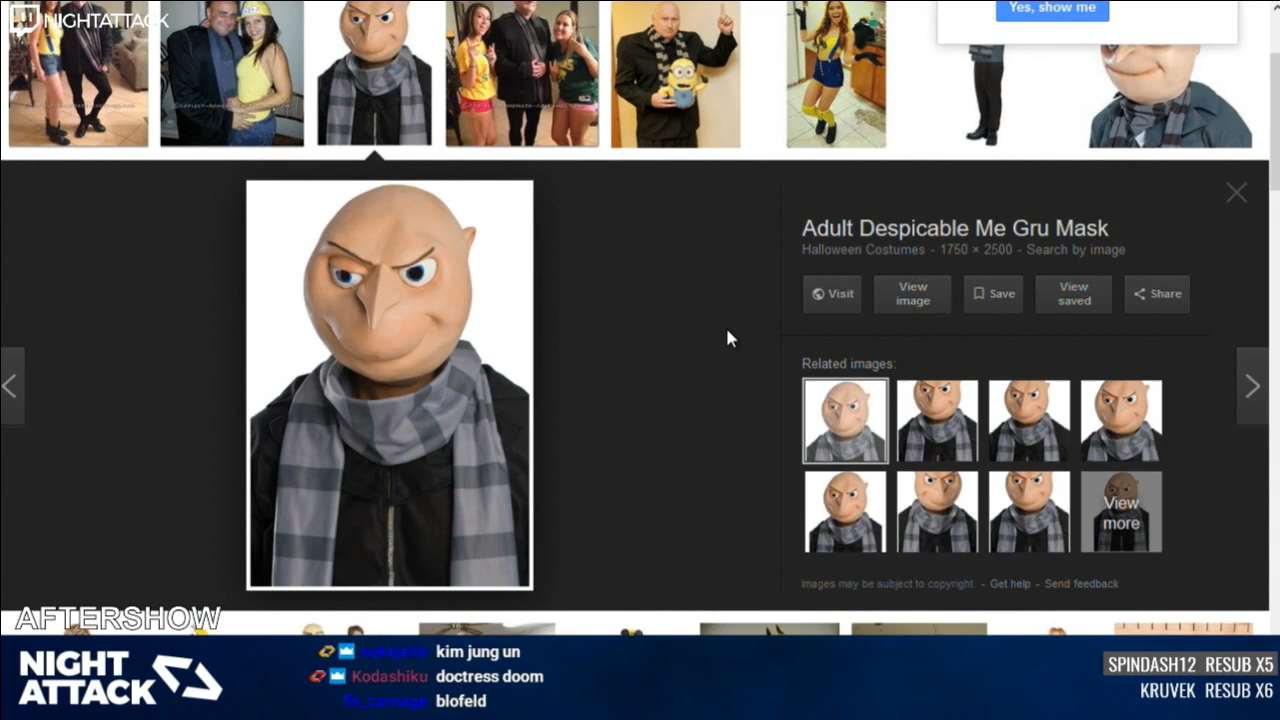 NIGHTATTACK
Yes, show me
Adult Despicable Me Gru Mask
Halloween Costumes - 1750 × 2500 - Search by image
Visit
View image
Save
View saved
Share
Related images:
View more
Images may be subject to copyright. - Get help - Send feedback
AFTERSHOW
NIGHT
ATTACK
kim jung un
Kodashiku doctress doom
blofeld
SPINDASH12 RESUB X5
KRUVEK RESUB X6